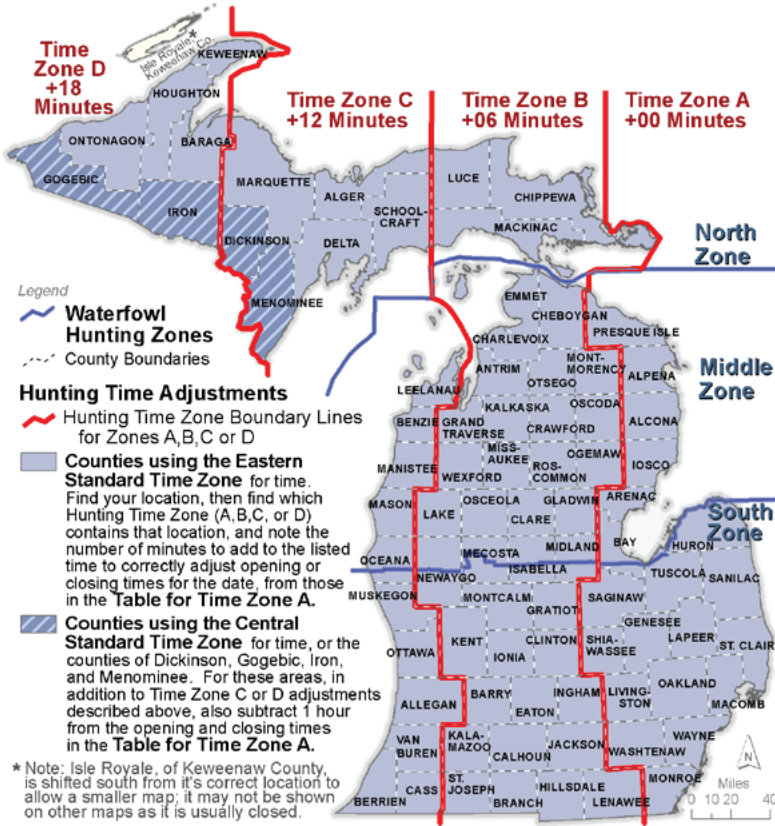 Time
Zone D
+18
Minutes
Isle Royale,*
Keweenaw Co.
KEWEENAW
HOUGHTON
ONTONAGON
BARAGA
GOGEBIC
IRON
Time Zone C
+12 Minutes
Time Zone B
+06 Minutes
Time Zone A
+00 Minutes
MARQUETTE
ALGER
SCHOOL-
CRAFT
LUCE
CHIPPEWA
MACKINAC
DICKINSON
DELTA
MENOMINEE
North
Zone
EMMET
CHEBOYGAN
PRESQUE ISLE
CHARLEVOIX
ANTRIM
MONT-
MORENCY
OTSEGO
ALPENA
Middle
Zone
LEELANAU
KALKASKA
OSCODA
BENZIE
GRAND
TRAVERSE
CRAWFORD
ALCONA
MISS-
AUKEE
OGEMAW
MANISTEE
WEXFORD
ROS-
COMMON
IOSCO
MASON
LAKE
OSCEOLA
GLADWIN
ARENAC
CLARE
South
Zone
OCEANA
MECOSTA
MIDLAND
BAY
HURON
NEWAYGO
ISABELLA
TUSCOLA
SANILAC
MUSKEGON
MONTCALM
GRATIOT
SAGINAW
GENESEE
OTTAWA
KENT
IONIA
CLINTON
SHIA-
WASSEE
LAPEER
ST. CLAIR
ALLEGAN
BARRY
EATON
INGHAM
LIVING-
STON
OAKLAND
MACOMB
VAN
BUREN
KALA-
MAZOO
CALHOUN
JACKSON
WASHTENAW
WAYNE
BERRIEN
CASS
ST.
JOSEPH
BRANCH
HILLSDALE
LENAWEE
MONROE
N
Miles
0 10 20 40
Legend
Waterfowl
Hunting Zones
County Boundaries
Hunting Time Adjustments
Hunting Time Zone Boundary Lines
for Zones A,B,C or D
Counties using the Eastern
Standard Time Zone for time.
Find your location, then find which
Hunting Time Zone (A,B,C, or D)
contains that location, and note the
number of minutes to add to the listed
time to correctly adjust opening or
closing times for the date, from those
in the Table for Time Zone A.
Counties using the Central
Standard Time Zone for time, or the
counties of Dickinson, Gogebic, Iron,
and Menominee. For these areas, in
addition to Time Zone C or D adjustments
described above, also subtract 1 hour
from the opening and closing times
in the Table for Time Zone A.
* Note: Isle Royale, of Keweenaw County,
is shifted south from it's correct location to
allow a smaller map; it may not be shown
on other maps as it is usually closed.